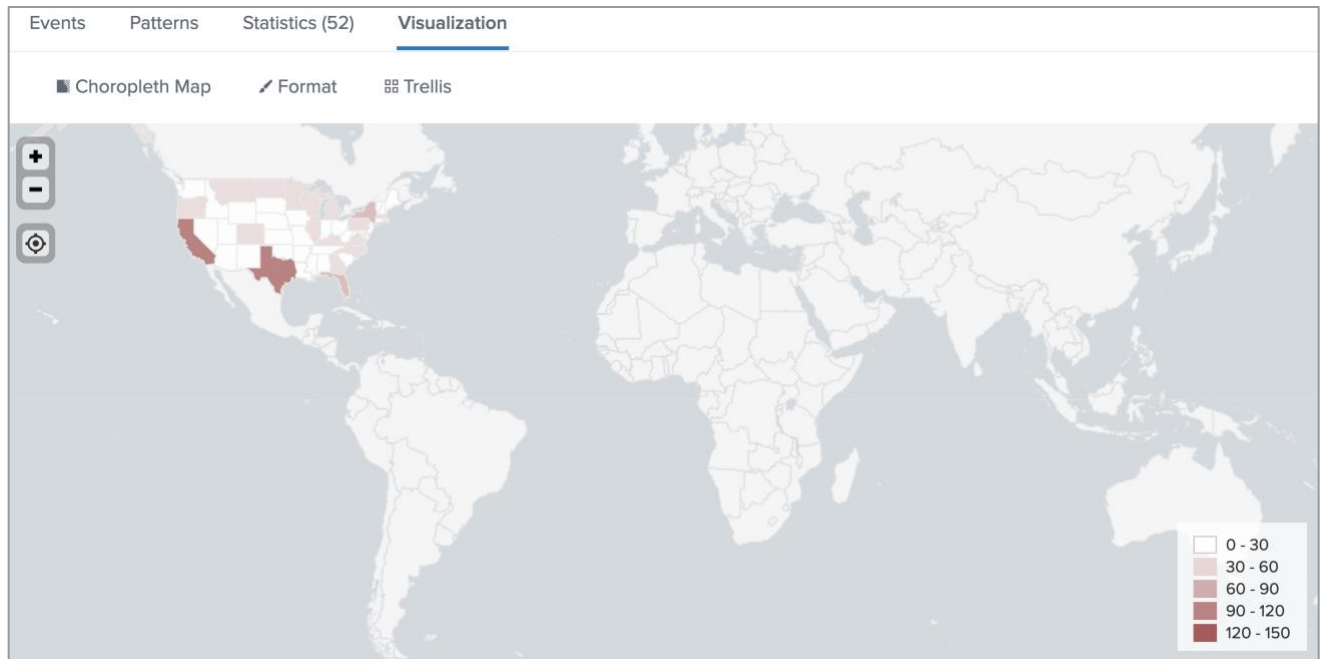 Events Patterns Statistics (52) Visualization
Choropleth Map Format Trellis
+
−
0 - 30
30 - 60
60 - 90
90 - 120
120 - 150